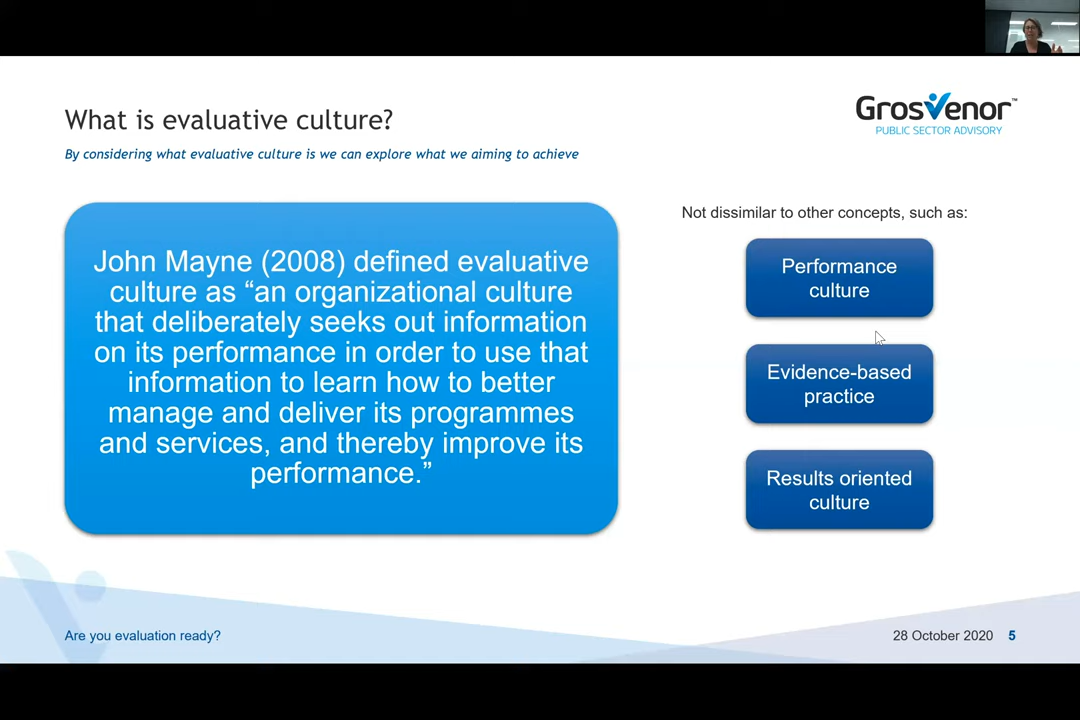 What is evaluative culture?
By considering what evaluative culture is we can explore what we aiming to achieve
GrosVenor™
PUBLIC SECTOR ADVISORY
John Mayne (2008) defined evaluative
culture as “an organizational culture
that deliberately seeks out information
on its performance in order to use that
information to learn how to better
manage and deliver its programmes
and services, and thereby improve its
performance.”
Not dissimilar to other concepts, such as:
Performance
culture
Evidence-based
practice
Results oriented
culture
Are you evaluation ready?
28 October 2020 5